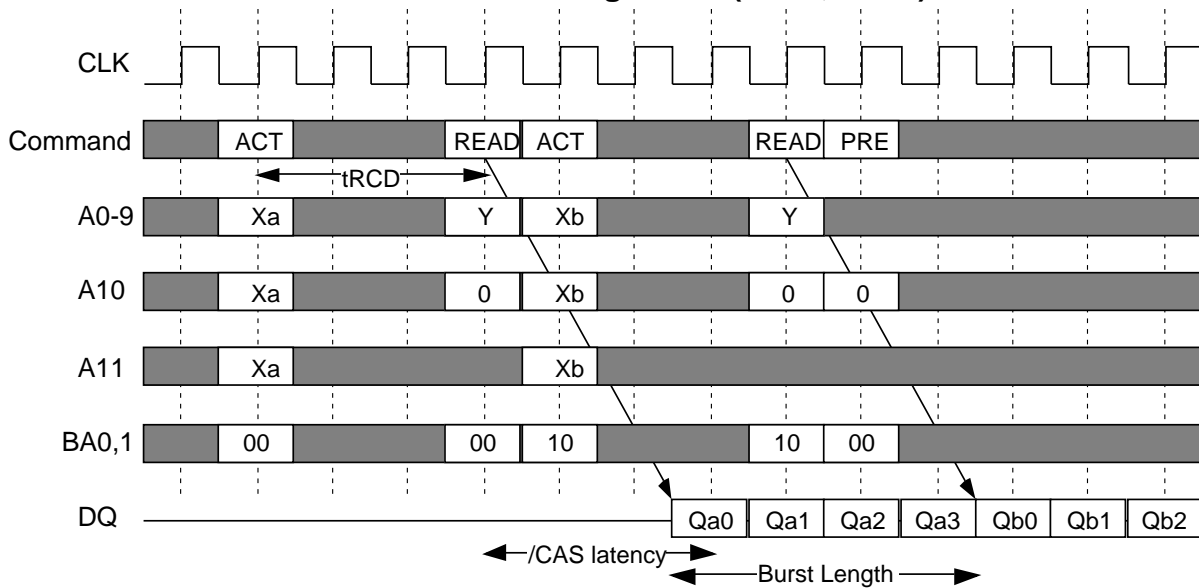 CLK
Command ACT READ ACT READ PRE
tRCD
A0-9 Xa Y Xb Y
A10 Xa 0 Xb 0 0
A11 Xa Xb
BA0,1 00 00 10 10 00
DQ Qa0 Qa1 Qa2 Qa3 Qb0 Qb1 Qb2
/CAS latency
Burst Length